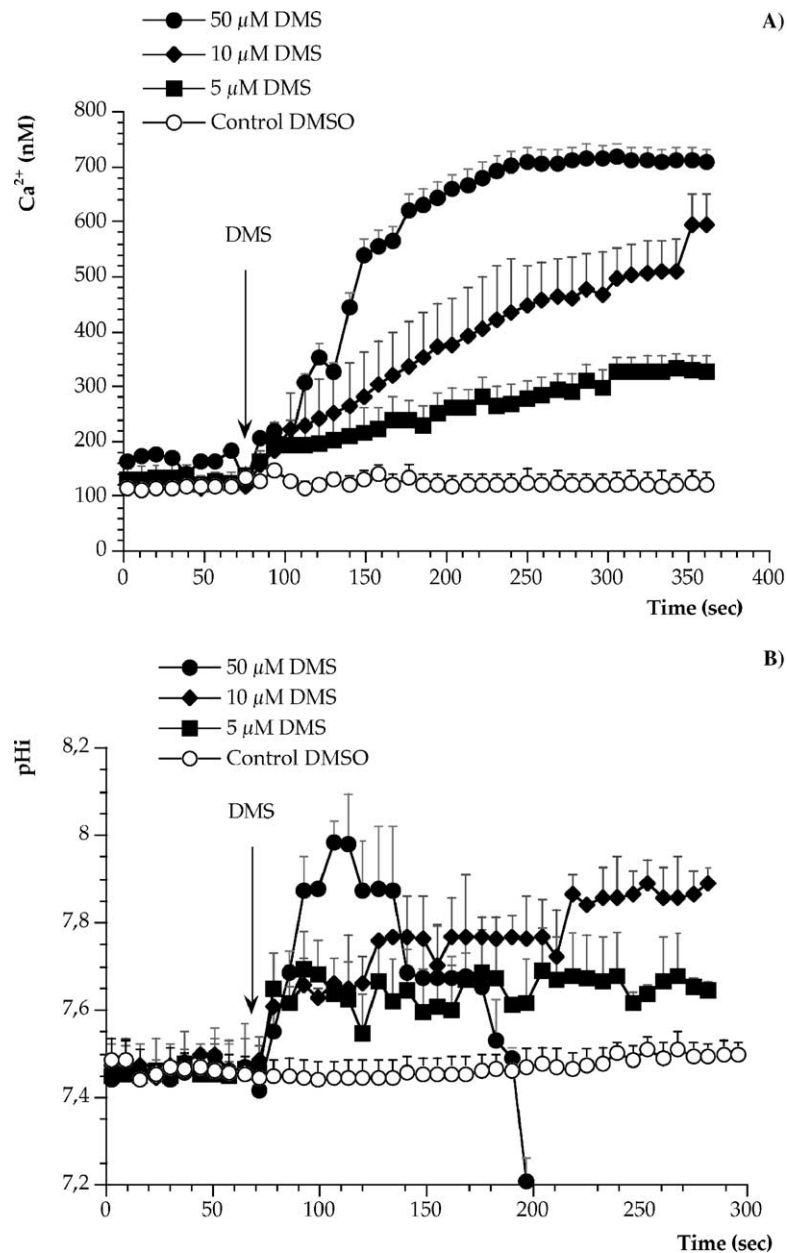 A)
50 µM DMS
10 µM DMS
5 µM DMS
Control DMSO
Ca²⁺ (nM)
800
700
600
500
400
300
200
100
0
DMS
0 50 100 150 200 250 300 350 400
Time (sec)
B)
50 µM DMS
10 µM DMS
5 µM DMS
Control DMSO
pHi
8,2
8
7,8
7,6
7,4
7,2
DMS
0 50 100 150 200 250 300
Time (sec)